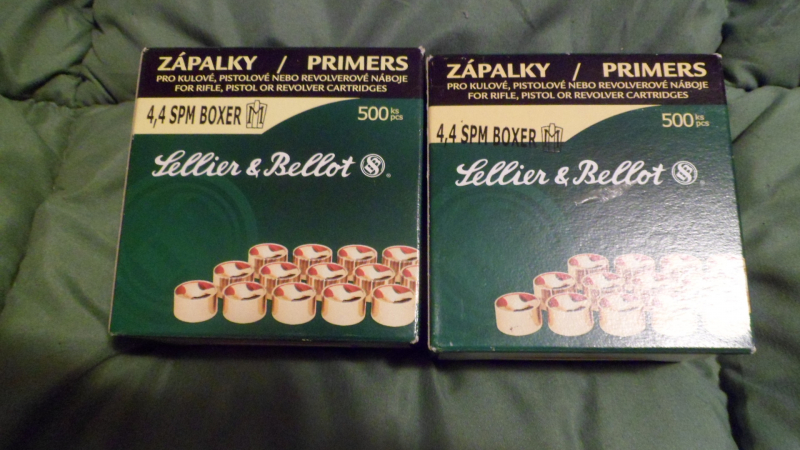 ZÁPALKY / PRIMERS
PRO KULOVÉ, PISTOLOVÉ NEBO REVOLVEROVÉ NÁBOJE
FOR RIFLE, PISTOL OR REVOLVER CARTRIDGES
4,4 SPM BOXER
500 ks pcs
Sellier & Bellot
ZÁPALKY / PRIMERS
PRO KULOVÉ, PISTOLOVÉ NEBO REVOLVEROVÉ NÁBOJE
FOR RIFLE, PISTOL OR REVOLVER CARTRIDGES
4,4 SPM BOXER
500 ks pcs
Sellier & Bellot